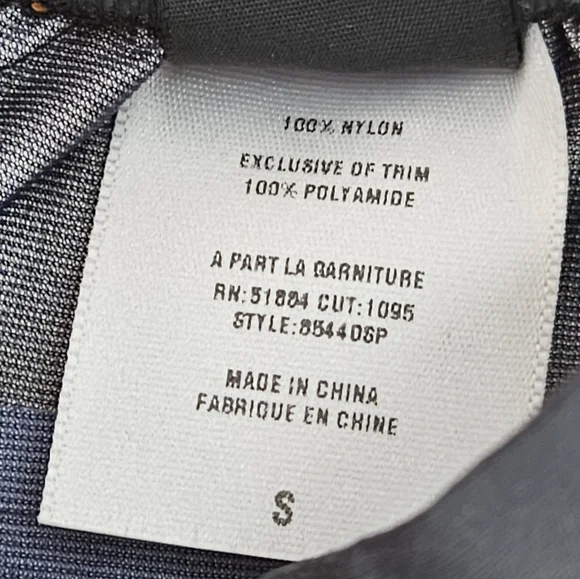 100% NYLON
EXCLUSIVE OF TRIM
100% POLYAMIDE
A PART LA GARNITURE
RN:51884 CUT:1095
STYLE:85440SP
MADE IN CHINA
FABRIQUE EN CHINE
S